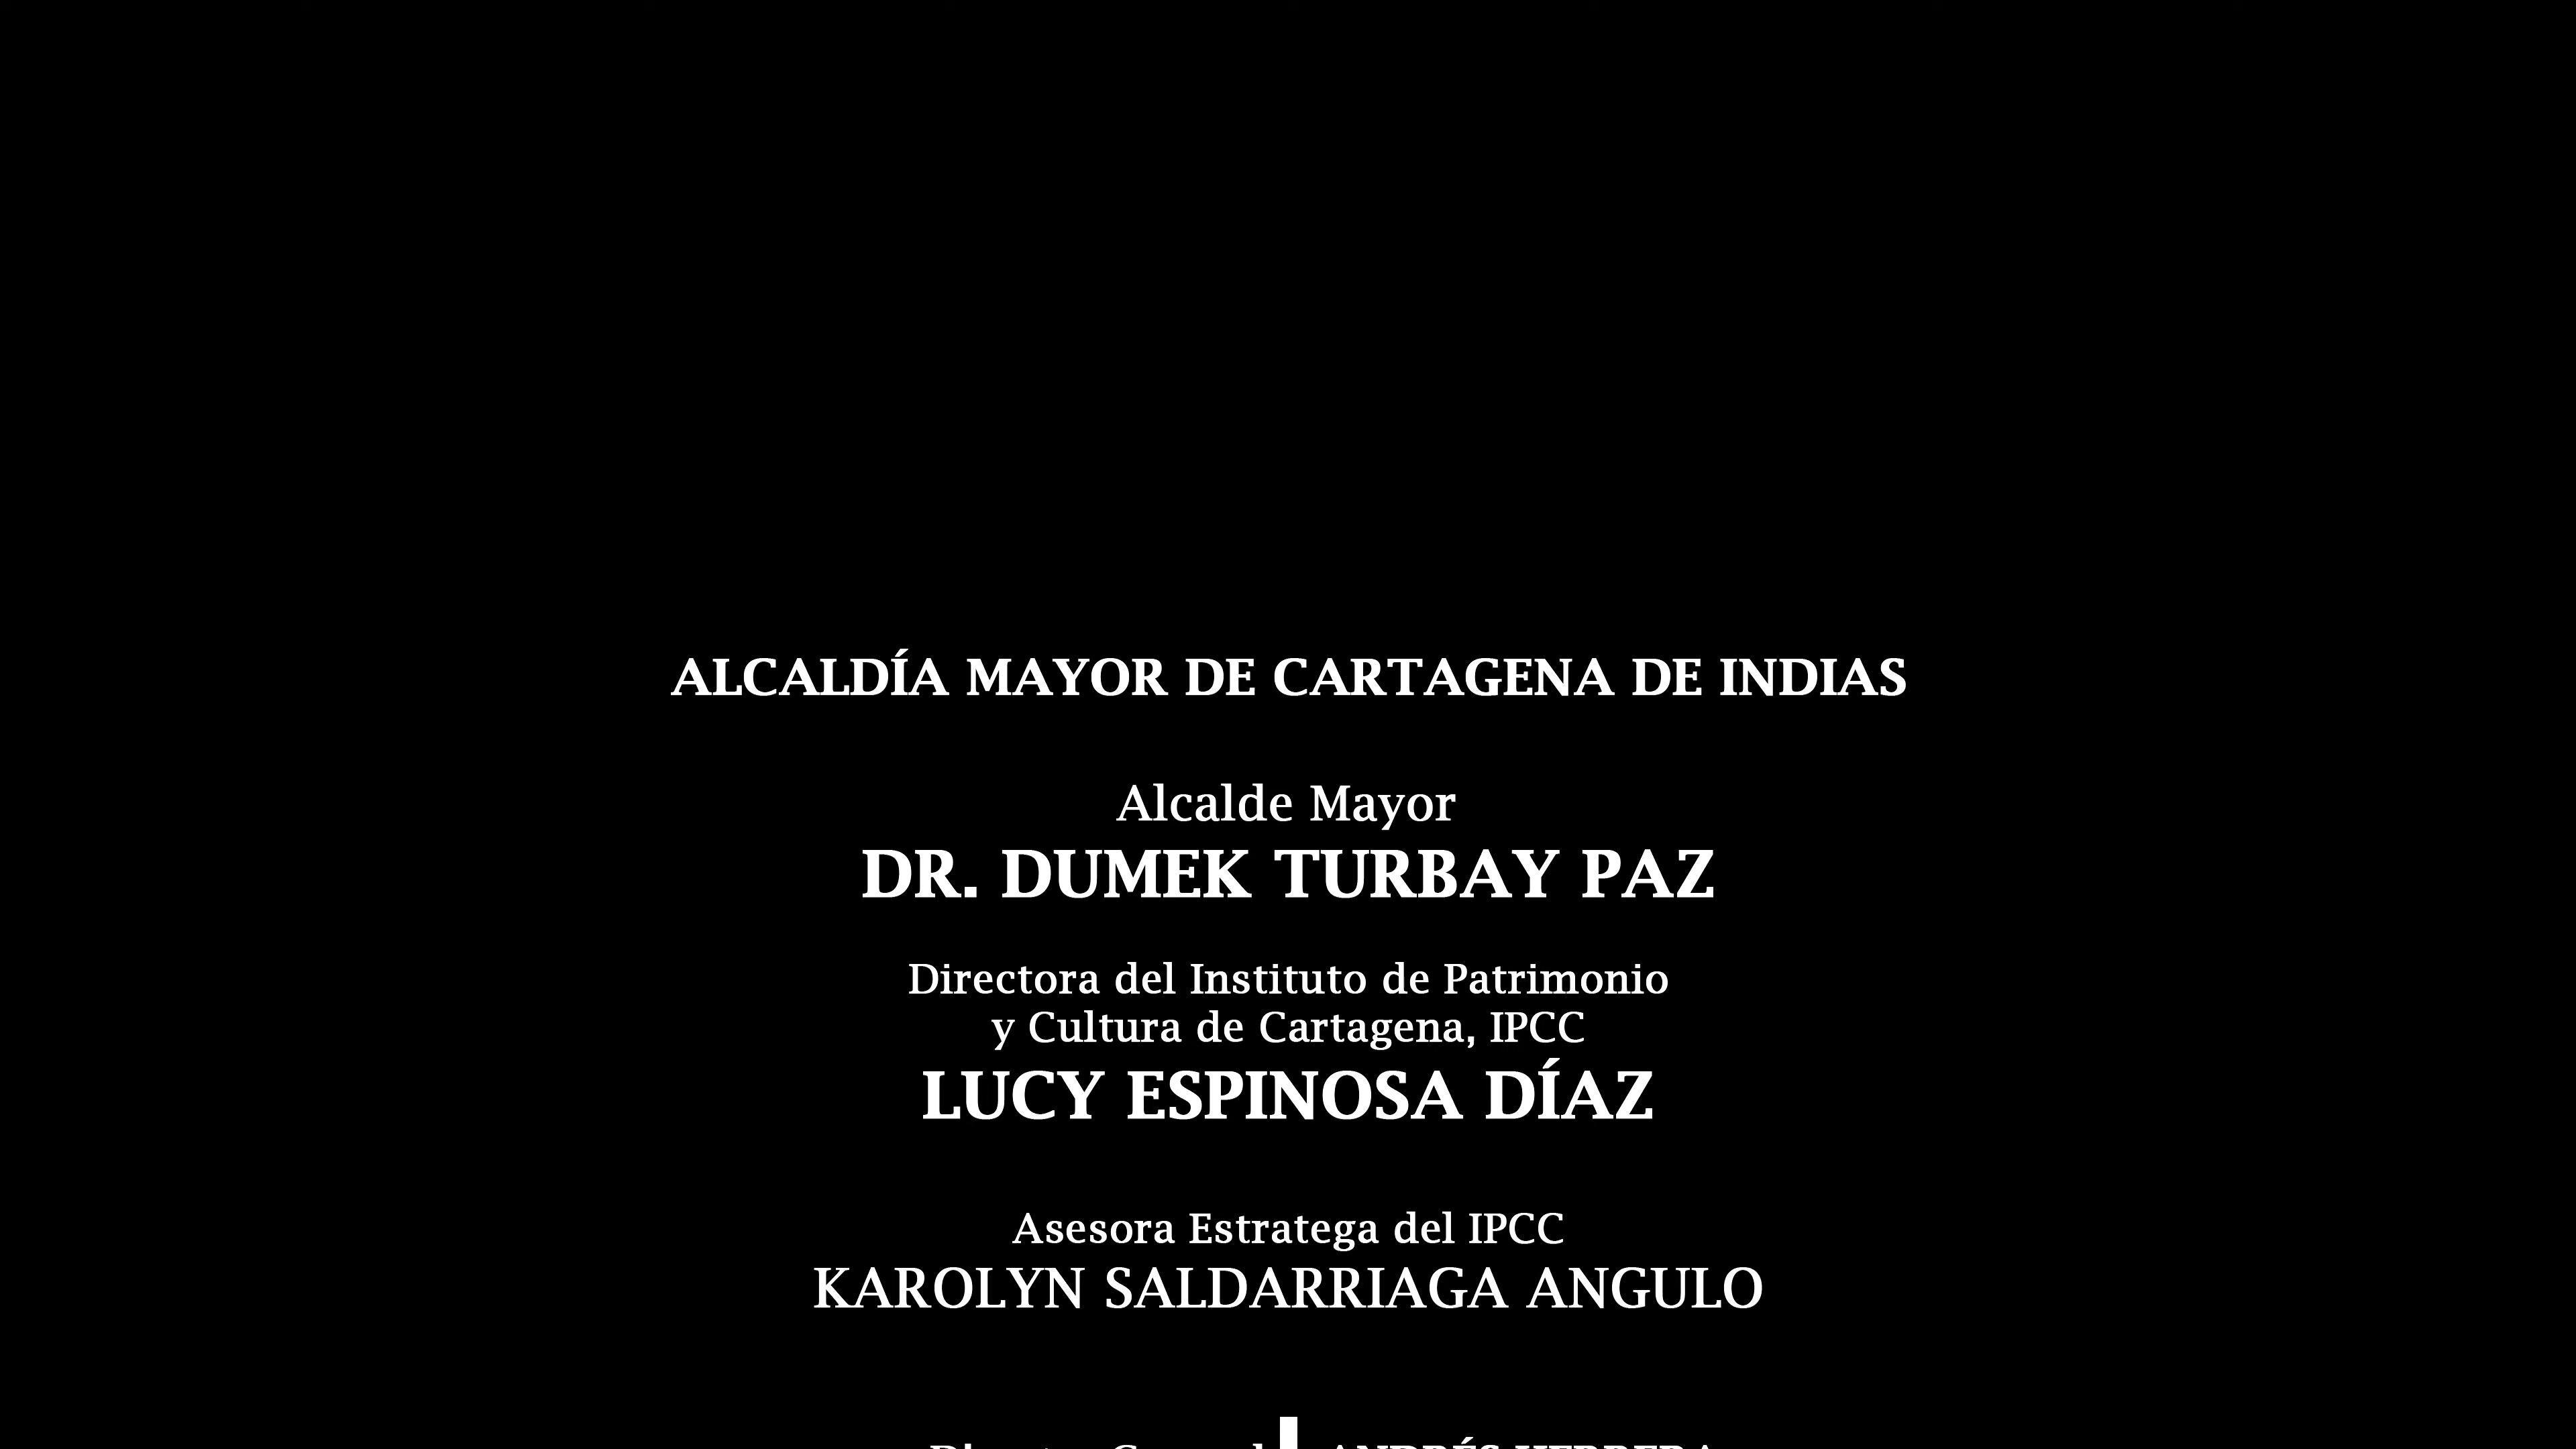 ALCALDÍA MAYOR DE CARTAGENA DE INDIAS
Alcalde Mayor
DR. DUMEK TURBAY PAZ
Directora del Instituto de Patrimonio
y Cultura de Cartagena, IPCC
LUCY ESPINOSA DÍAZ
Asesora Estratega del IPCC
KAROLYN SALDARRIAGA ANGULO